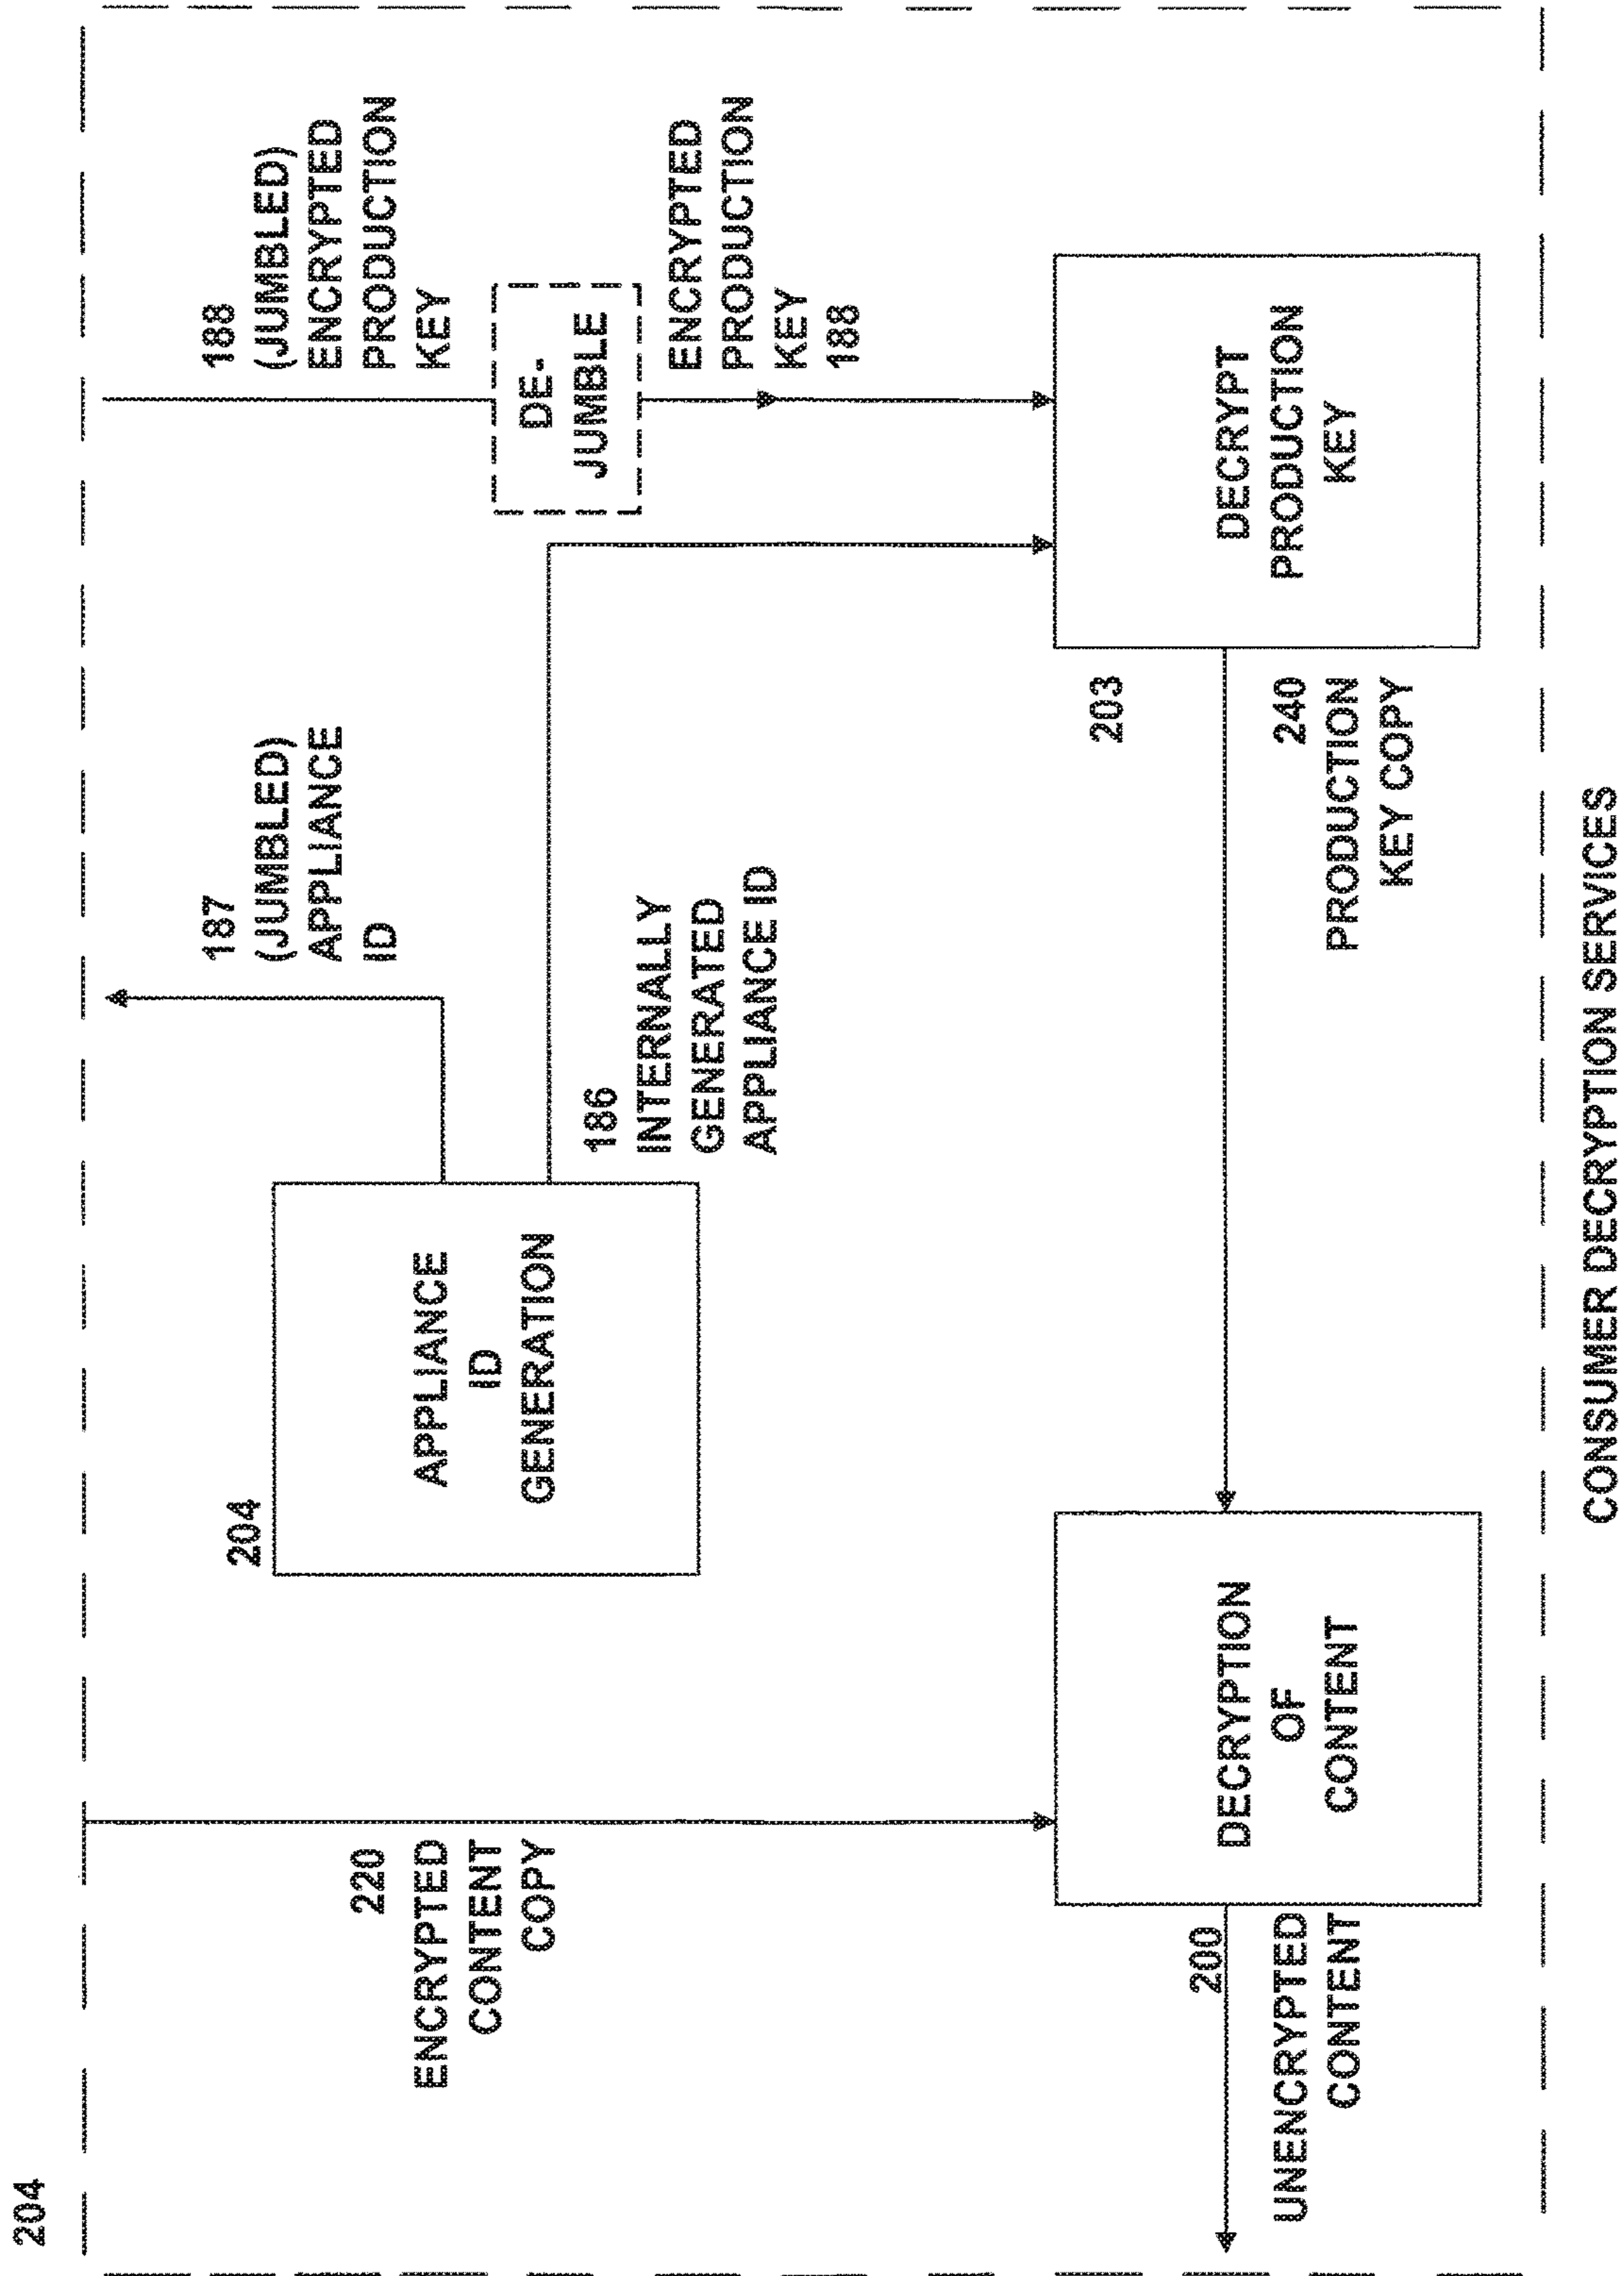 204
204
APPLIANCE
ID
GENERATION
187
(JUMBLED)
APPLIANCE
ID
188
(JUMBLED)
ENCRYPTED
PRODUCTION
KEY
DE-
JUMBLE
ENCRYPTED
PRODUCTION
KEY
188
186
INTERNALLY
GENERATED
APPLIANCE ID
220
ENCRYPTED
CONTENT
COPY
200
UNENCRYPTED
CONTENT
DECRYPTION
OF
CONTENT
203
240
PRODUCTION
KEY COPY
DECRYPT
PRODUCTION
KEY
CONSUMER DECRYPTION SERVICES